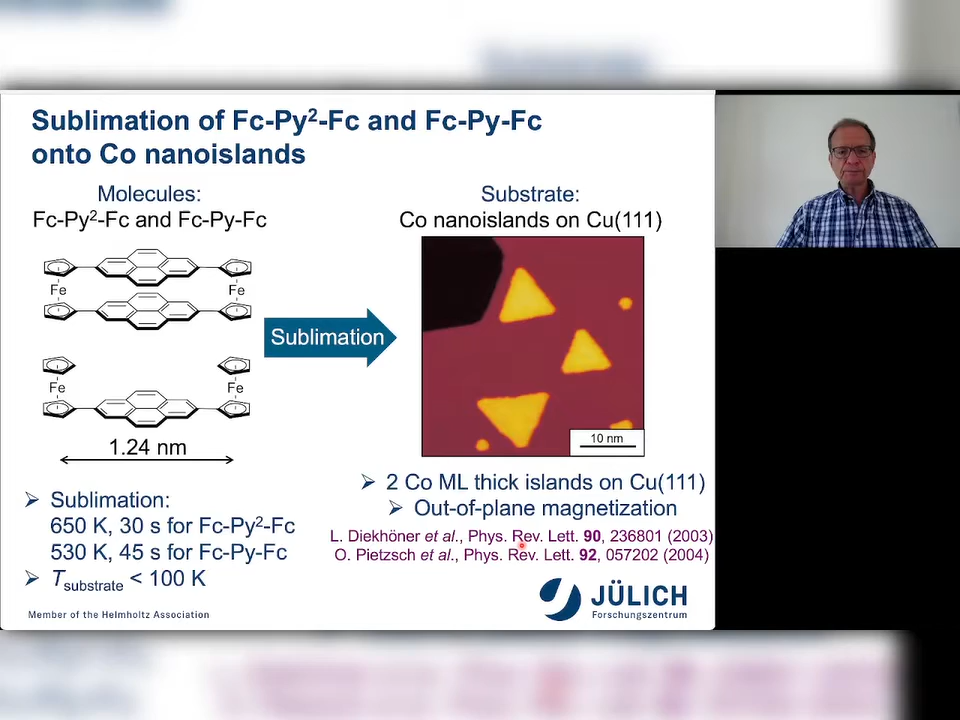 Sublimation of Fc-Py²-Fc and Fc-Py-Fc
onto Co nanoislands
Molecules:
Fc-Py²-Fc and Fc-Py-Fc
Fe
Fe
Fe
Fe
1.24 nm
Sublimation
Substrate:
Co nanoislands on Cu(111)
10 nm
➢ Sublimation:
650 K, 30 s for Fc-Py²-Fc
530 K, 45 s for Fc-Py-Fc
➢ Tsubstrate < 100 K
➢ 2 Co ML thick islands on Cu(111)
➢ Out-of-plane magnetization
L. Diekhöner et al., Phys. Rev. Lett. 90, 236801 (2003)
O. Pietzsch et al., Phys. Rev. Lett. 92, 057202 (2004)
Member of the Helmholtz Association
JÜLICH
Forschungszentrum